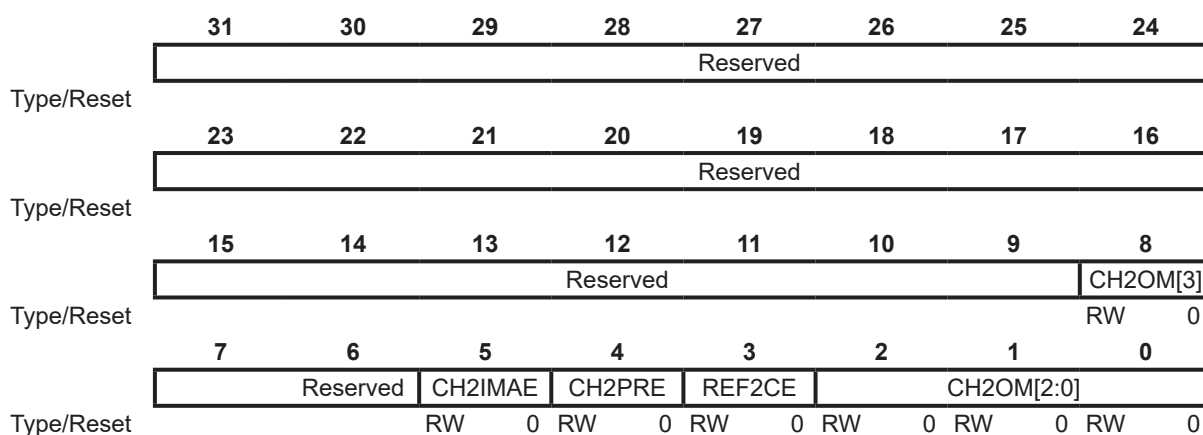 31 30 29 28 27 26 25 24
Reserved
Type/Reset
23 22 21 20 19 18 17 16
Reserved
Type/Reset
15 14 13 12 11 10 9 8
Reserved CH2OM[3]
Type/Reset RW 0
7 6 5 4 3 2 1 0
Reserved CH2IMAE CH2PRE REF2CE CH2OM[2:0]
Type/Reset RW 0 RW 0 RW 0 RW 0 RW 0 RW 0